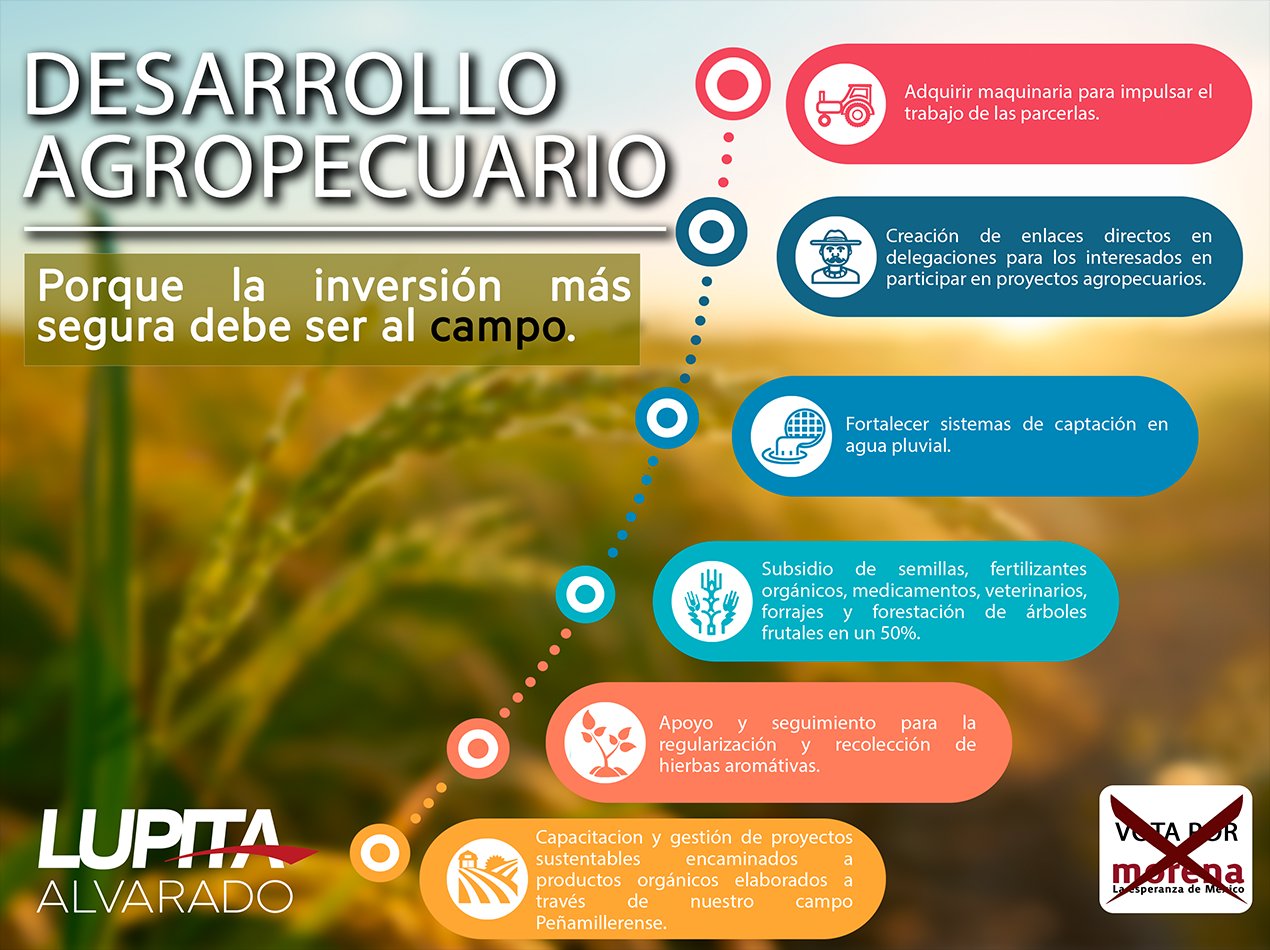 DESARROLLO
AGROPECUARIO
Porque la inversión más
segura debe ser al campo.
Adquirir maquinaria para impulsar el
trabajo de las parcerlas.
Creación de enlaces directos en
delegaciones para los interesados en
participar en proyectos agropecuarios.
Fortalecer sistemas de captación en
agua pluvial.
Subsidio de semillas, fertilizantes
orgánicos, medicamentos, veterinarios,
forrajes y forestación de árboles
frutales en un 50%.
Apoyo y seguimiento para la
regularización y recolección de
hierbas aromátivas.
Capacitacion y gestión de proyectos
sustentables encaminados a
productos orgánicos elaborados a
través de nuestro campo
Peñamillerense.
LUPITA
ALVARADO
VOTA POR
morena
La esperanza de México